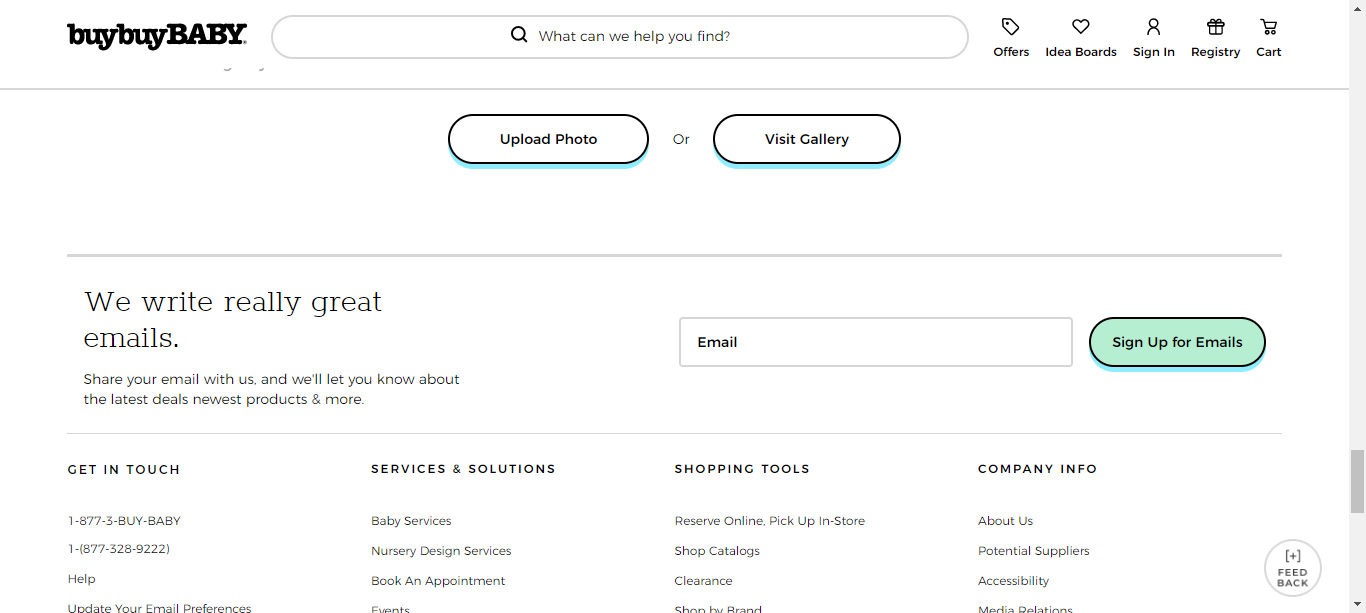 buybuyBABY
What can we help you find?
Offers
Idea Boards
Sign In
Registry
Cart
Upload Photo
Or
Visit Gallery
We write really great
emails.
Share your email with us, and we'll let you know about
the latest deals newest products & more.
Email
Sign Up for Emails
GET IN TOUCH
1-877-3-BUY-BABY
1-(877-328-9222)
Help
Update Your Email Preferences
SERVICES & SOLUTIONS
Baby Services
Nursery Design Services
Book An Appointment
Events
SHOPPING TOOLS
Reserve Online, Pick Up In-Store
Shop Catalogs
Clearance
Shop by Brand
COMPANY INFO
About Us
Potential Suppliers
Accessibility
Media Relations
[+]
FEED
BACK